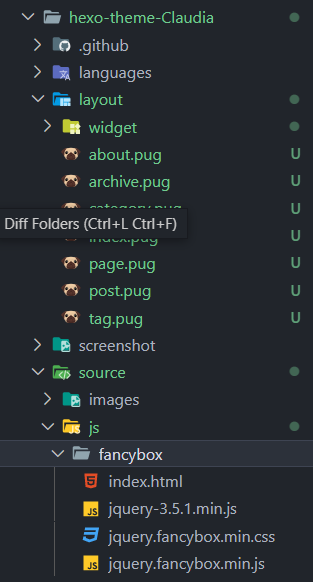 hexo-theme-Claudia
.github
languages
layout
widget
about.pug U
archive.pug U
category.pug U
Diff Folders (Ctrl+L Ctrl+F)
index.pug U
page.pug U
post.pug U
tag.pug U
screenshot
source
images
js
fancybox
index.html
JS jquery-3.5.1.min.js
jquery.fancybox.min.css
JS jquery.fancybox.min.js